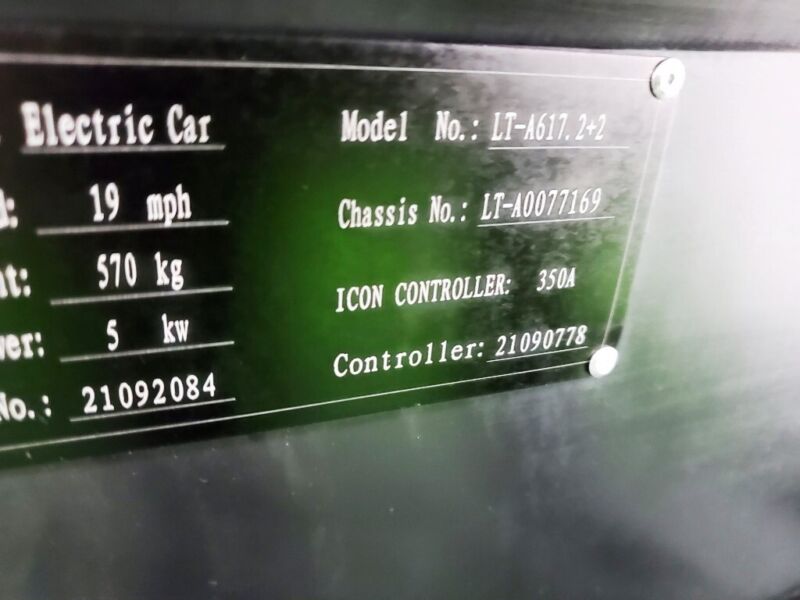 Electric Car Model No.: LT-A617.2+2
19 mph Chassis No.: LT-A0077169
570 kg ICON CONTROLLER: 350A
5 kw Controller: 21090778
No.: 21092084